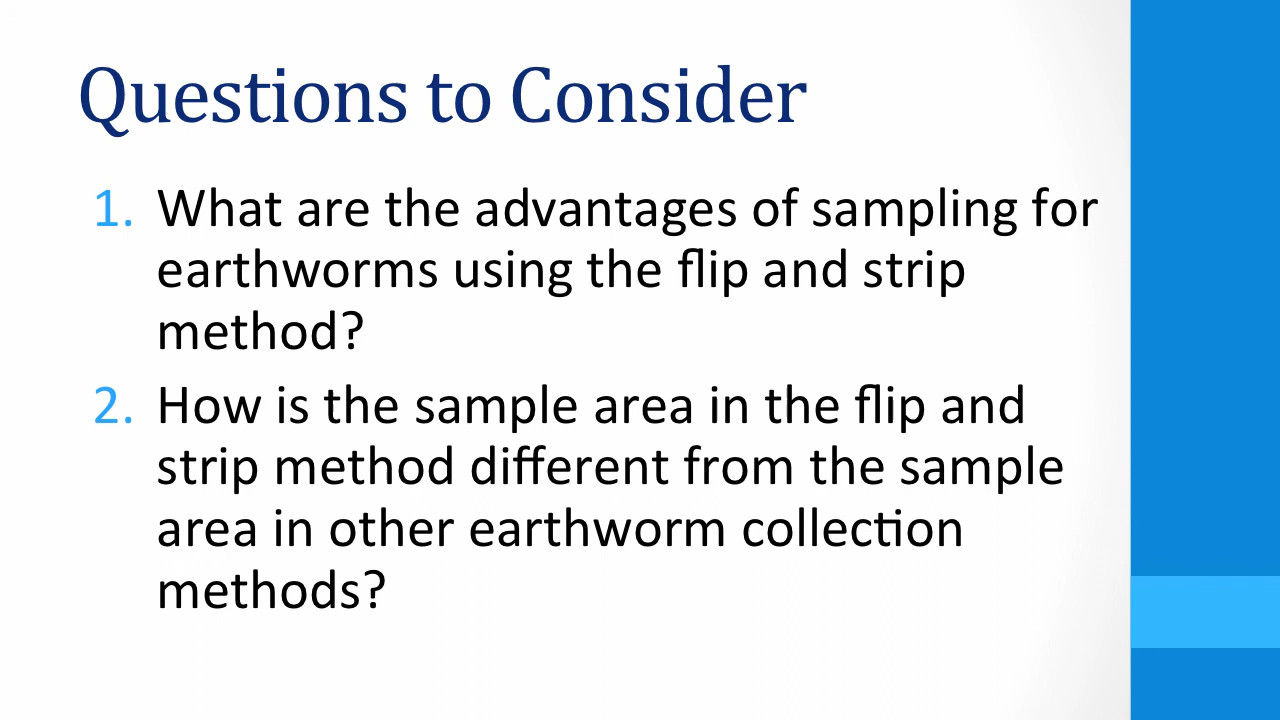 Questions to Consider
1. What are the advantages of sampling for
earthworms using the flip and strip
method?
2. How is the sample area in the flip and
strip method different from the sample
area in other earthworm collection
methods?